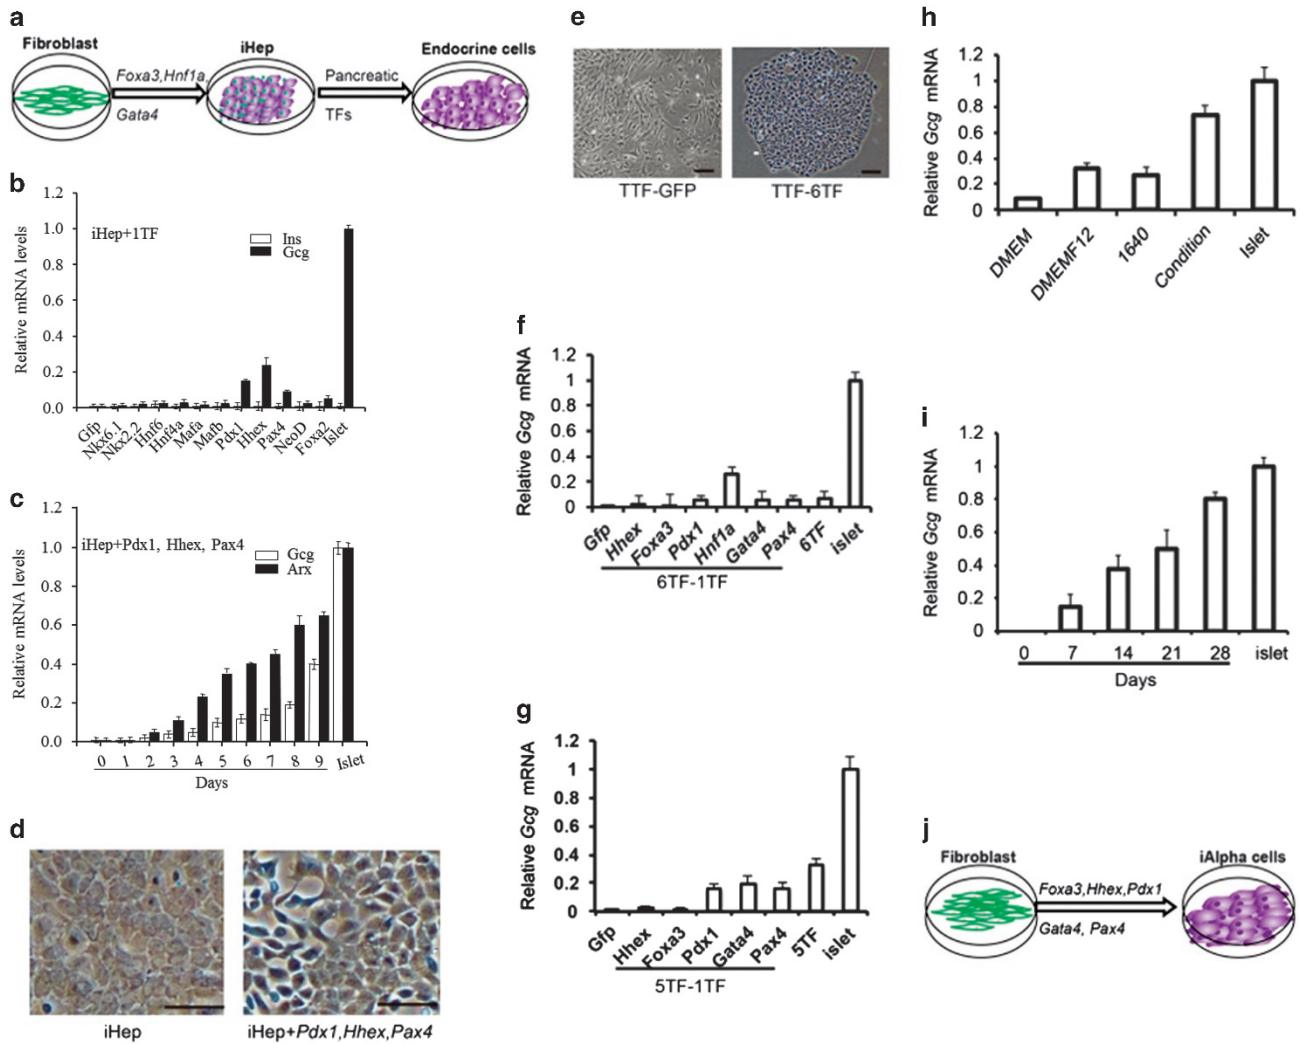 a
Fibroblast
iHep
Endocrine cells
Foxa3,Hnf1a,
Gata4
Pancreatic
TFs
b
Relative mRNA levels
1.2
1.0
0.8
0.6
0.4
0.2
0.0
iHep+1TF
Ins
Gcg
Gfp
Nkx6.1
Nkx2.2
Hnf6
Hnf4a
Mafa
Mafb
Pdx1
Hhex
Pax4
NeoD
Foxa2
Islet
c
Relative mRNA levels
1.2
1.0
0.8
0.6
0.4
0.2
0.0
iHep+Pdx1, Hhex, Pax4
Gcg
Arx
0 1 2 3 4 5 6 7 8 9 Islet
Days
d
iHep
iHep+Pdx1,Hhex,Pax4
e
TTF-GFP
TTF-6TF
f
Relative Gcg mRNA
1.2
1
0.8
0.6
0.4
0.2
0
Gfp
Hhex
Foxa3
Pdx1
Hnf1a
Gata4
Pax4
6TF
islet
6TF-1TF
g
Relative Gcg mRNA
1.2
1
0.8
0.6
0.4
0.2
0
Gfp
Hhex
Foxa3
Pdx1
Gata4
Pax4
5TF
islet
5TF-1TF
h
Relative Gcg mRNA
1.2
1
0.8
0.6
0.4
0.2
0
DMEM
DMEMF12
1640
Condition
Islet
i
Relative Gcg mRNA
1.2
1
0.8
0.6
0.4
0.2
0
0 7 14 21 28 islet
Days
j
Fibroblast
iAlpha cells
Foxa3,Hhex,Pdx1
Gata4, Pax4